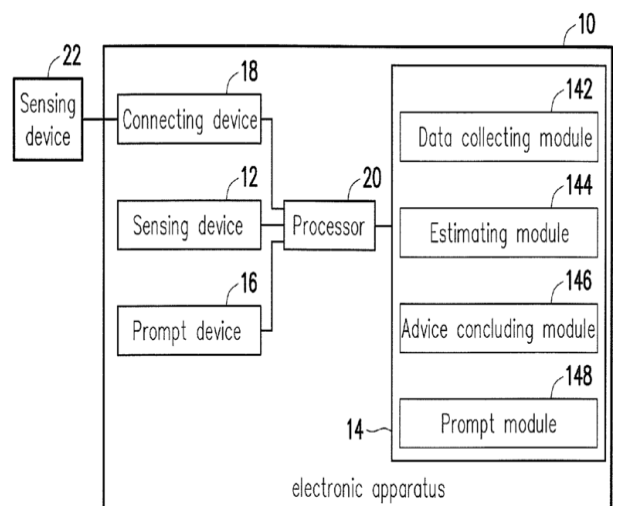 10
22
Sensing
device
18
Connecting device
12
Sensing device
16
Prompt device
20
Processor
142
Data collecting module
144
Estimating module
146
Advice concluding module
148
Prompt module
14
electronic apparatus